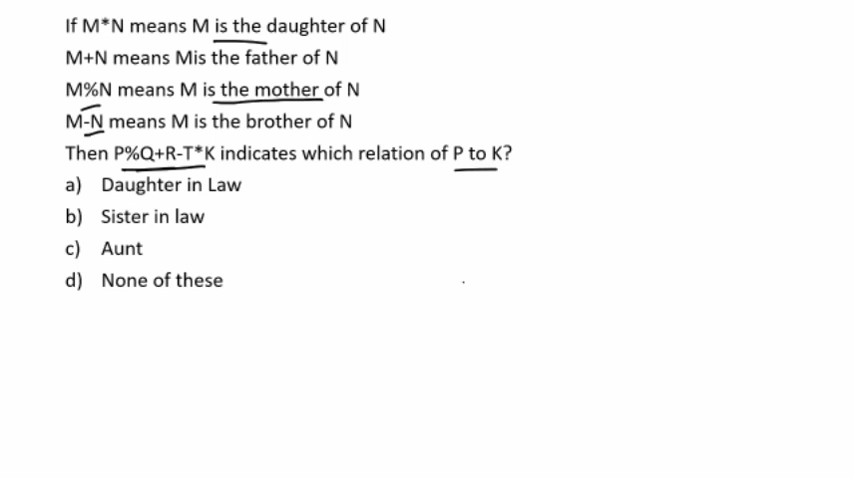 If M*N means M is the daughter of N
M+N means Mis the father of N
M%N means M is the mother of N
M-N means M is the brother of N
Then P%Q+R-T*K indicates which relation of P to K?
a) Daughter in Law
b) Sister in law
c) Aunt
d) None of these